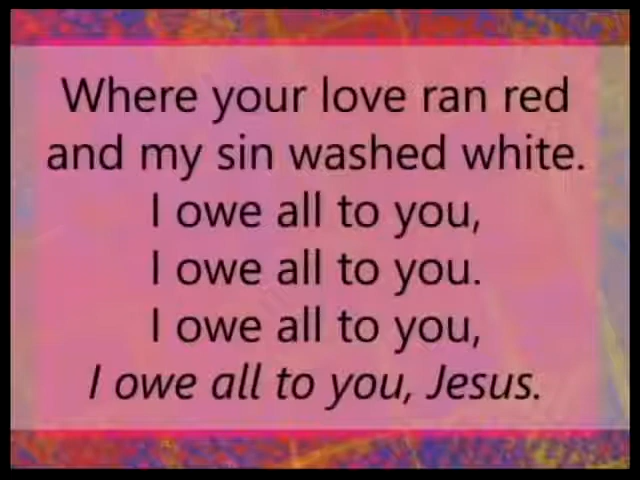 Where your love ran red
and my sin washed white.
I owe all to you,
I owe all to you.
I owe all to you,
I owe all to you, Jesus.